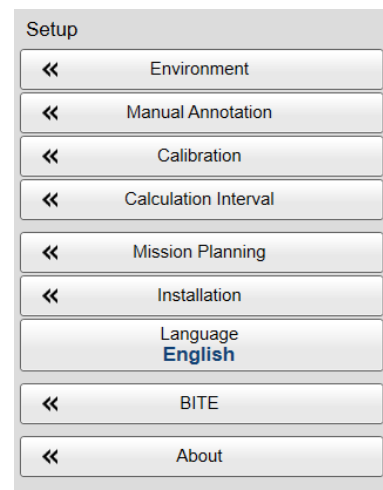 Setup
« Environment
« Manual Annotation
« Calibration
« Calculation Interval
« Mission Planning
« Installation
Language
English
« BITE
« About